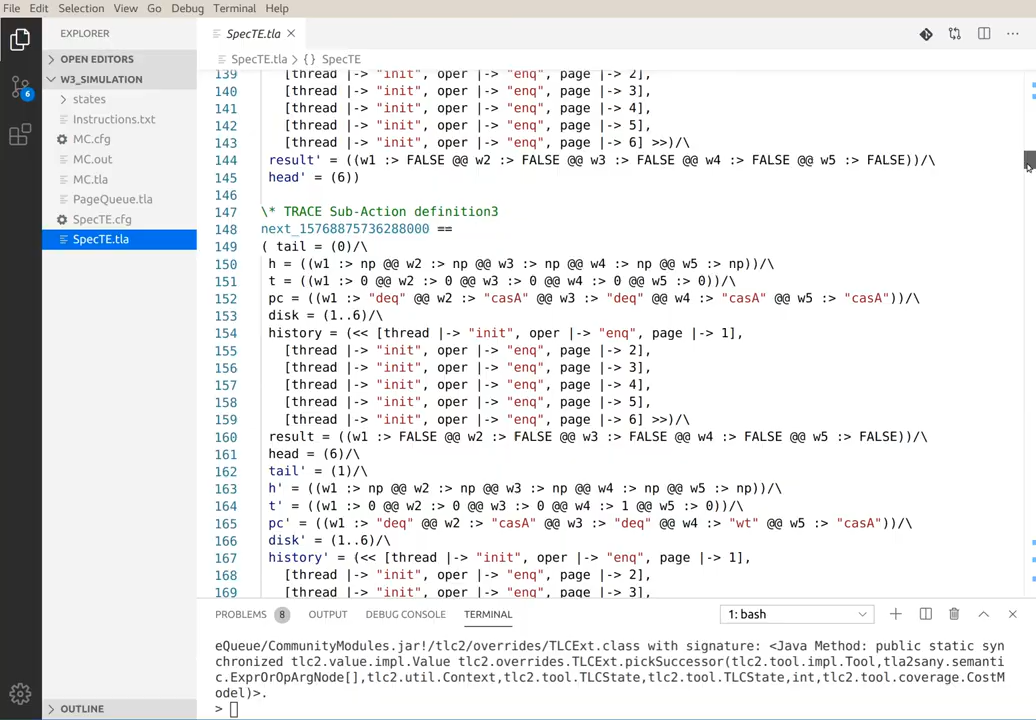 File Edit Selection View Go Debug Terminal Help
EXPLORER
OPEN EDITORS
W3_SIMULATION
states
Instructions.txt
MC.cfg
MC.out
MC.tla
PageQueue.tla
SpecTE.cfg
SpecTE.tla
OUTLINE
6
SpecTE.tla
SpecTE.tla > {} SpecTE
139 [thread |-> "init", oper |-> "enq", page |-> 2],
140 [thread |-> "init", oper |-> "enq", page |-> 3],
141 [thread |-> "init", oper |-> "enq", page |-> 4],
142 [thread |-> "init", oper |-> "enq", page |-> 5],
143 [thread |-> "init", oper |-> "enq", page |-> 6] >>)/\
144 result' = ((w1 :> FALSE @@ w2 :> FALSE @@ w3 :> FALSE @@ w4 :> FALSE @@ w5 :> FALSE))/\
145 head' = (6))
146
147 \* TRACE Sub-Action definition3
148 next_15768875736288000 ==
149 ( tail = (0)/\
150 h = ((w1 :> np @@ w2 :> np @@ w3 :> np @@ w4 :> np @@ w5 :> np))/\
151 t = ((w1 :> 0 @@ w2 :> 0 @@ w3 :> 0 @@ w4 :> 0 @@ w5 :> 0))/\
152 pc = ((w1 :> "deq" @@ w2 :> "casA" @@ w3 :> "deq" @@ w4 :> "casA" @@ w5 :> "casA"))/\
153 disk = (1..6)/\
154 history = (<< [thread |-> "init", oper |-> "enq", page |-> 1],
155 [thread |-> "init", oper |-> "enq", page |-> 2],
156 [thread |-> "init", oper |-> "enq", page |-> 3],
157 [thread |-> "init", oper |-> "enq", page |-> 4],
158 [thread |-> "init", oper |-> "enq", page |-> 5],
159 [thread |-> "init", oper |-> "enq", page |-> 6] >>)/\
160 result = ((w1 :> FALSE @@ w2 :> FALSE @@ w3 :> FALSE @@ w4 :> FALSE @@ w5 :> FALSE))/\
161 head = (6)/\
162 tail' = (1)/\
163 h' = ((w1 :> np @@ w2 :> np @@ w3 :> np @@ w4 :> np @@ w5 :> np))/\
164 t' = ((w1 :> 0 @@ w2 :> 0 @@ w3 :> 0 @@ w4 :> 1 @@ w5 :> 0))/\
165 pc' = ((w1 :> "deq" @@ w2 :> "casA" @@ w3 :> "deq" @@ w4 :> "wt" @@ w5 :> "casA"))/\
166 disk' = (1..6)/\
167 history' = (<< [thread |-> "init", oper |-> "enq", page |-> 1],
168 [thread |-> "init", oper |-> "enq", page |-> 2],
169 [thread |-> "init", oper |-> "enq", page |-> 3],
PROBLEMS 8 OUTPUT DEBUG CONSOLE TERMINAL 1: bash
eQueue/CommunityModules.jar!/tlc2/overrides/TLCExt.class with signature: <Java Method: public static syn
chronized tlc2.value.impl.Value tlc2.overrides.TLCExt.pickSuccessor(tlc2.tool.impl.Tool,tla2sany.semanti
c.ExprOrOpArgNode[],tlc2.util.Context,tlc2.tool.TLCState,tlc2.tool.TLCState,int,tlc2.tool.coverage.CostM
odel)>.
>